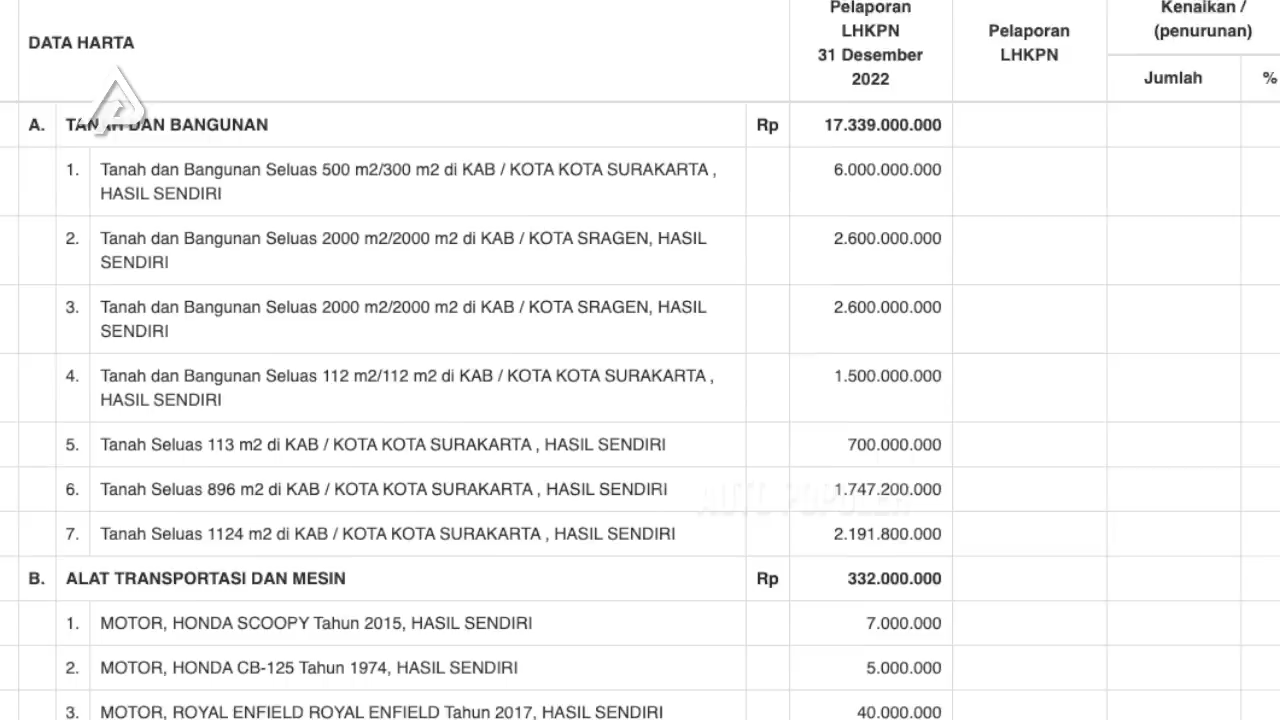 DATA HARTA
Pelaporan
LHKPN
31 Desember
2022
Pelaporan
LHKPN
Kenaikan /
(penurunan)
Jumlah
%
A. TANAH DAN BANGUNAN Rp 17.339.000.000
1. Tanah dan Bangunan Seluas 500 m2/300 m2 di KAB / KOTA KOTA SURAKARTA , 6.000.000.000
HASIL SENDIRI
2. Tanah dan Bangunan Seluas 2000 m2/2000 m2 di KAB / KOTA SRAGEN, HASIL 2.600.000.000
SENDIRI
3. Tanah dan Bangunan Seluas 2000 m2/2000 m2 di KAB / KOTA SRAGEN, HASIL 2.600.000.000
SENDIRI
4. Tanah dan Bangunan Seluas 112 m2/112 m2 di KAB / KOTA KOTA SURAKARTA , 1.500.000.000
HASIL SENDIRI
5. Tanah Seluas 113 m2 di KAB / KOTA KOTA SURAKARTA , HASIL SENDIRI 700.000.000
6. Tanah Seluas 896 m2 di KAB / KOTA KOTA SURAKARTA , HASIL SENDIRI 1.747.200.000
AUTO POPULER
7. Tanah Seluas 1124 m2 di KAB / KOTA KOTA SURAKARTA , HASIL SENDIRI 2.191.800.000
B. ALAT TRANSPORTASI DAN MESIN Rp 332.000.000
1. MOTOR, HONDA SCOOPY Tahun 2015, HASIL SENDIRI 7.000.000
2. MOTOR, HONDA CB-125 Tahun 1974, HASIL SENDIRI 5.000.000
3. MOTOR, ROYAL ENFIELD ROYAL ENFIELD Tahun 2017, HASIL SENDIRI 40.000.000